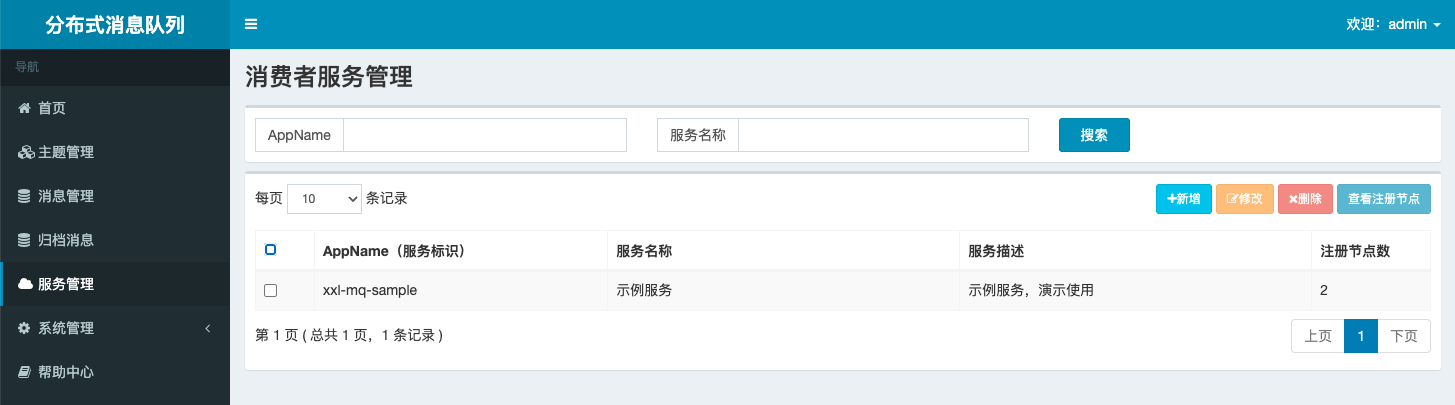 分布式消息队列
欢迎：admin
导航
首页
主题管理
消息管理
归档消息
服务管理
系统管理
帮助中心
消费者服务管理
AppName 服务名称 搜索
每页 10 条记录 新增 修改 删除 查看注册节点
AppName（服务标识） 服务名称 服务描述 注册节点数
xxl-mq-sample 示例服务 示例服务，演示使用 2
第 1 页 ( 总共 1 页，1 条记录 ) 上页 1 下页